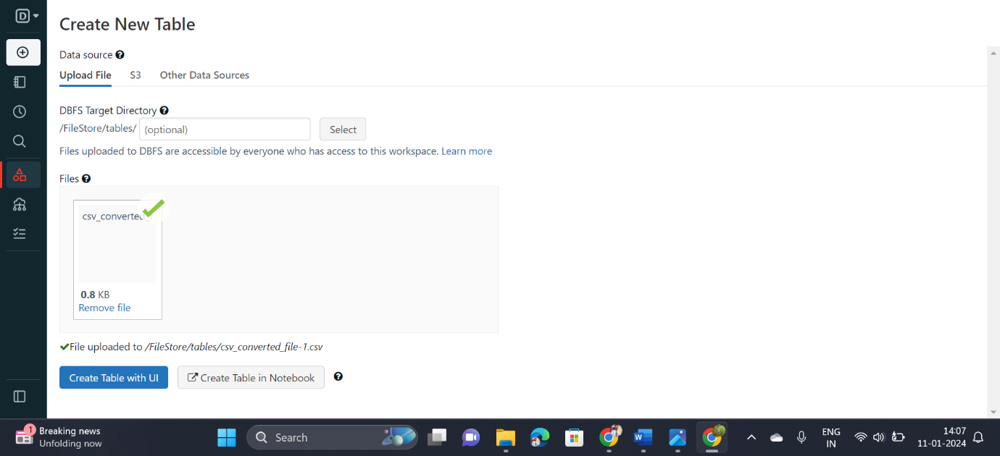 D
Create New Table
Data source
Upload File S3 Other Data Sources
DBFS Target Directory
/FileStore/tables/ (optional) Select
Files uploaded to DBFS are accessible by everyone who has access to this workspace. Learn more
Files
csv_converted
0.8 KB
Remove file
File uploaded to /FileStore/tables/csv_converted_file-1.csv
Create Table with UI Create Table in Notebook
1
Breaking news
Unfolding now
Search
W
ENG
IN
14:07
11-01-2024